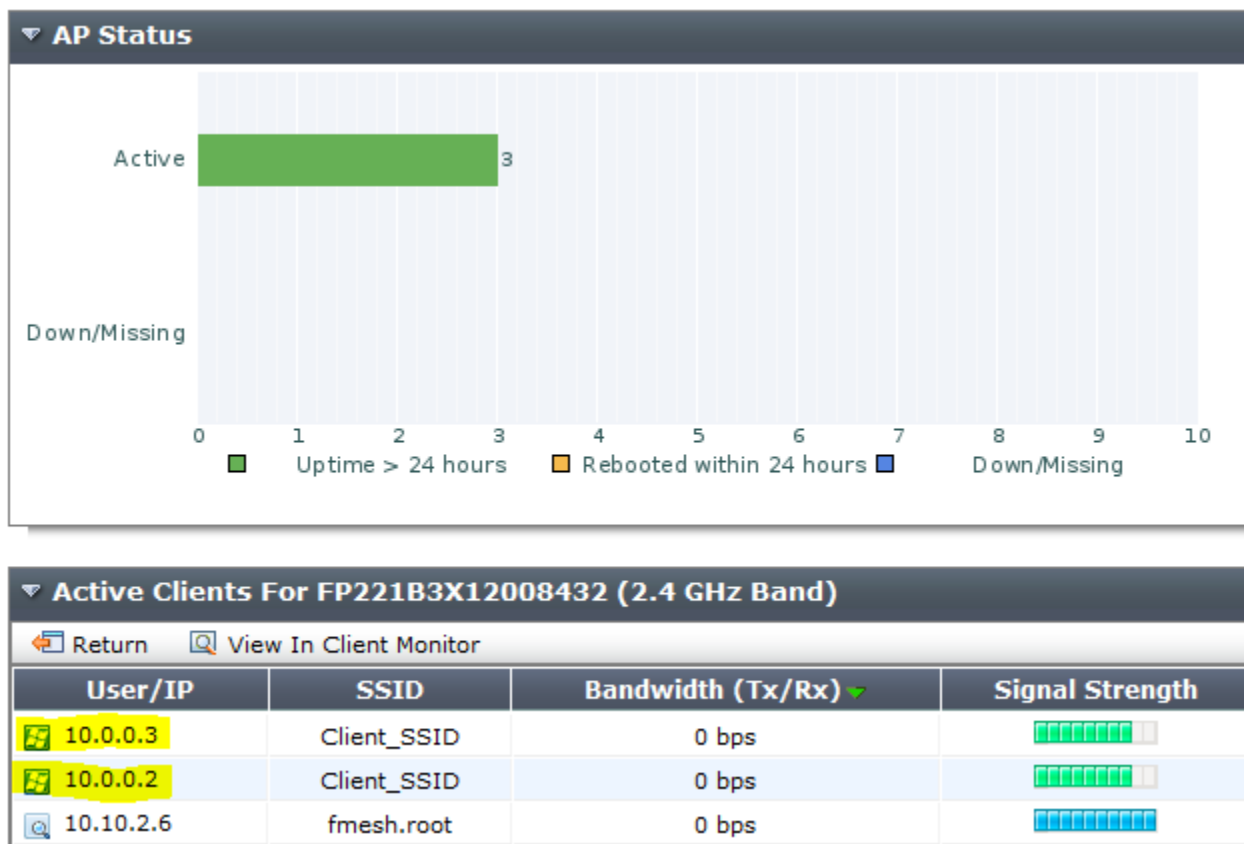 AP Status
Active
3
Down/Missing
0 1 2 3 4 5 6 7 8 9 10
Uptime > 24 hours Rebooted within 24 hours Down/Missing
Active Clients For FP221B3X12008432 (2.4 GHz Band)
Return View In Client Monitor
User/IP SSID Bandwidth (Tx/Rx) Signal Strength
10.0.0.3 Client_SSID 0 bps
10.0.0.2 Client_SSID 0 bps
10.10.2.6 fmesh.root 0 bps